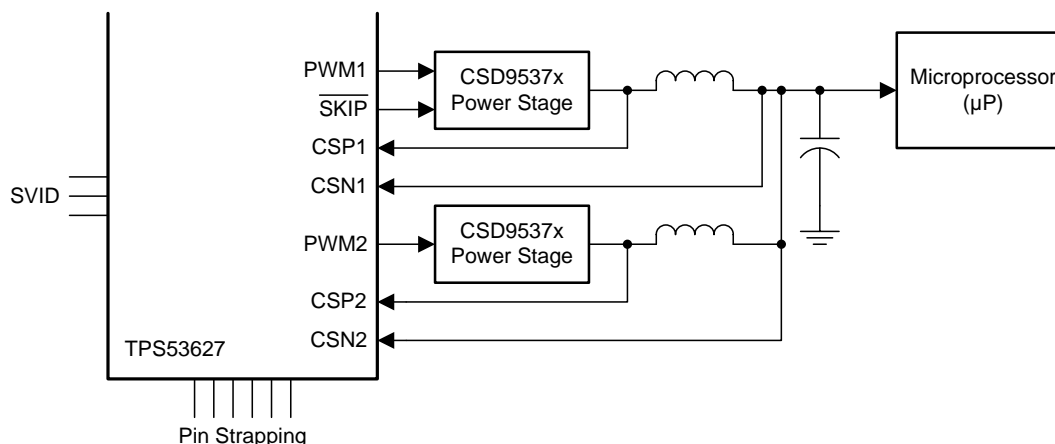 PWM1
SKIP
CSP1
CSN1
PWM2
CSP2
CSN2
SVID
TPS53627
Pin Strapping
CSD9537x
Power Stage
CSD9537x
Power Stage
Microprocessor
(µP)